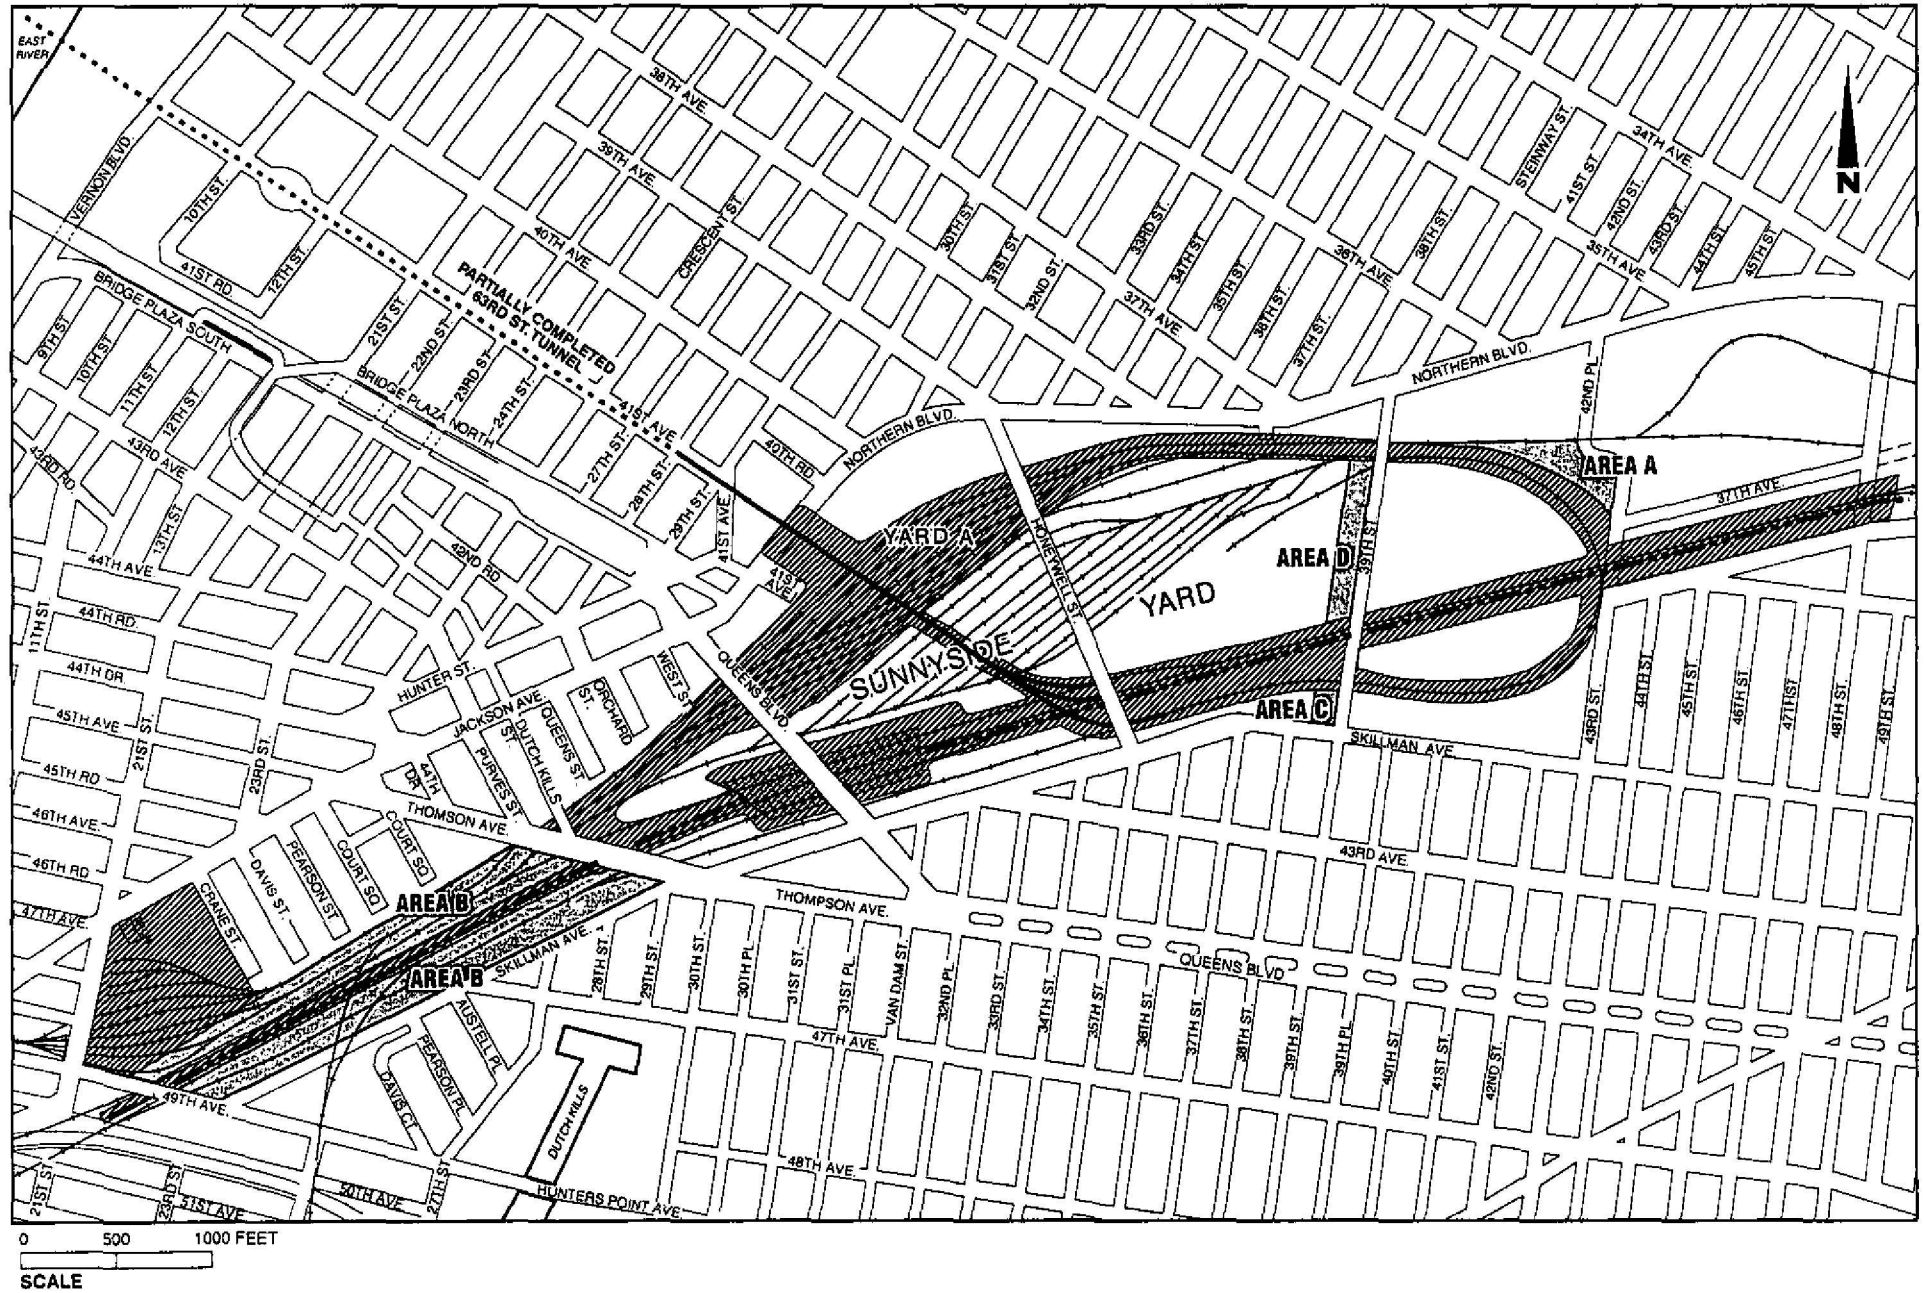 EAST
RIVER
38TH AVE.
39TH AVE.
40TH AVE.
VERNON BLVD.
10TH ST.
12TH ST.
41ST RD.
BRIDGE PLAZA SOUTH
PARTIALLY COMPLETED
63RD ST. TUNNEL
CRESCENT ST.
30TH ST.
31ST ST.
32ND ST.
33RD ST.
34TH ST.
35TH ST.
36TH ST.
37TH ST.
37TH AVE.
36TH AVE.
38TH ST.
STEINWAY ST.
41ST ST.
42ND ST.
43RD ST.
44TH ST.
45TH ST.
34TH AVE.
35TH AVE.
N
9TH ST.
10TH ST.
11TH ST.
12TH ST.
43RD AVE.
43RD RD.
13TH ST.
21ST ST.
22ND ST.
23RD ST.
24TH ST.
BRIDGE PLAZA NORTH
41ST AVE.
27TH ST.
28TH ST.
29TH ST.
41ST AVE.
40TH RD.
NORTHERN BLVD.
NORTHERN BLVD.
42ND PL.
AREA A
37TH AVE.
YARD A
41ST
AVE.
HONEYWELL ST.
AREA D
39TH ST.
SUNNYSIDE
YARD
42ND RD.
44TH AVE.
44TH RD.
44TH DR.
45TH AVE.
45TH RD.
46TH AVE.
46TH RD.
47TH AVE.
11TH ST.
21ST ST.
23RD ST.
HUNTER ST.
JACKSON AVE.
44TH
DR.
PURVES ST.
DUTCH KILLS
ST.
QUEENS ST.
ORCHARD
ST.
WEST ST.
QUEENS BLVD.
AREA C
SKILLMAN AVE.
43RD ST.
44TH ST.
45TH ST.
46TH ST.
47TH ST
48TH ST.
49TH ST.
THOMSON AVE.
CRANE ST.
DAVIS ST.
PEARSON ST
COURT SQ
COURT SQ
AREA B
AREA B
SKILLMAN AVE.
THOMPSON AVE.
43RD AVE.
QUEENS BLVD
28TH ST.
29TH ST.
30TH ST.
30TH PL.
31ST ST.
31ST PL.
VAN DAM ST.
32ND PL.
33RD ST.
34TH ST.
35TH ST.
36TH ST.
37TH ST.
38TH ST.
39TH ST.
39TH PL.
40TH ST.
41ST ST.
42ND ST.
47TH AVE.
AUSTELL PL.
PEARSON PL.
DAVIS CT.
DUTCH KILLS
49TH AVE.
48TH AVE.
21ST ST
23RD ST
51ST AVE.
50TH AVE.
27TH ST
HUNTERS POINT AVE.
0 500 1000 FEET
SCALE